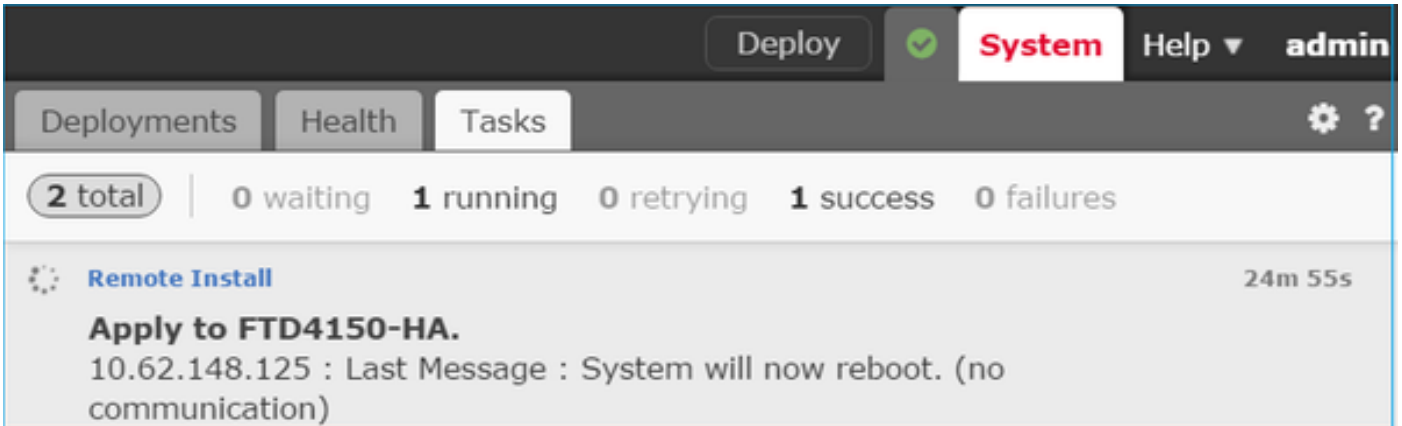 Deploy System Help admin
Deployments Health Tasks ?
2 total 0 waiting 1 running 0 retrying 1 success 0 failures
Remote Install 24m 55s
Apply to FTD4150-HA.
10.62.148.125 : Last Message : System will now reboot. (no
communication)